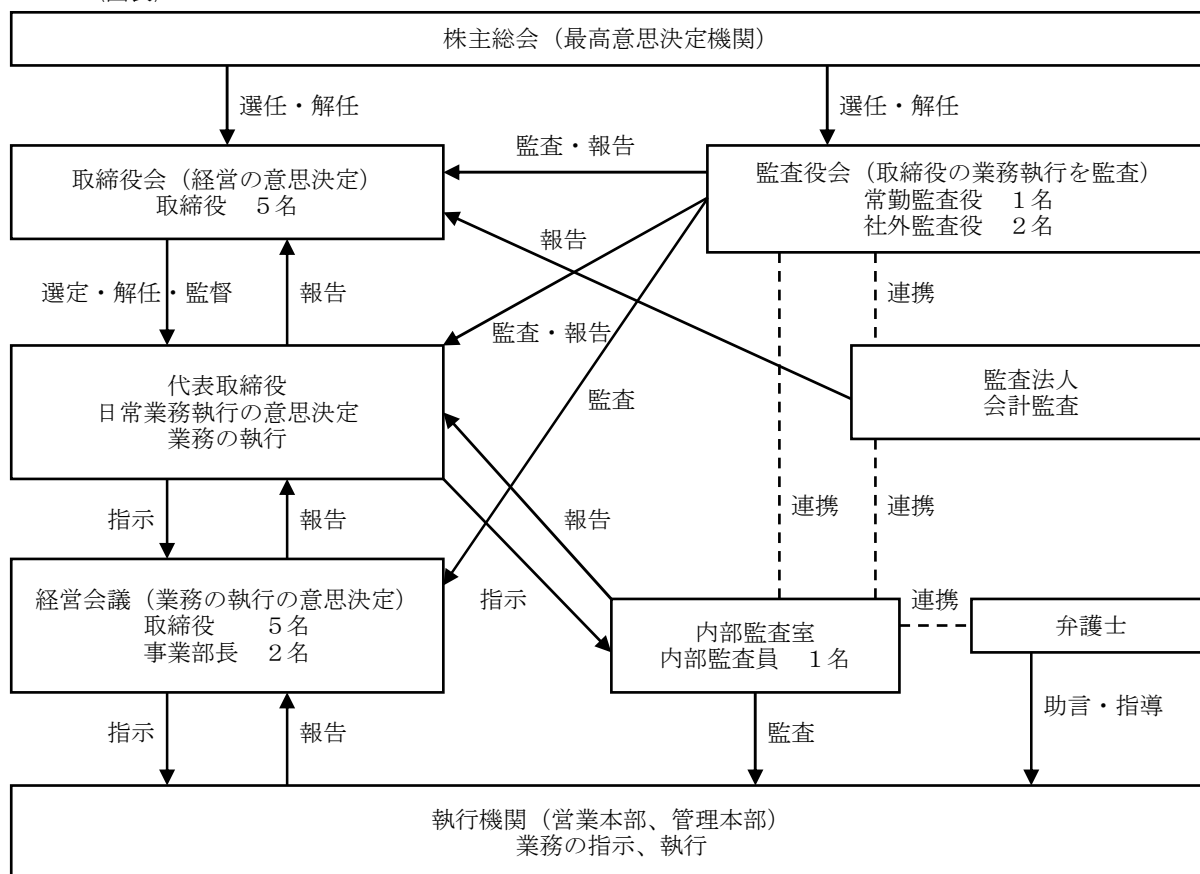 株主総会（最高意思決定機関）
選任・解任
選任・解任
監査・報告
取締役会（経営の意思決定）
取締役　５名
監査役会（取締役の業務執行を監査）
常勤監査役　１名
社外監査役　２名
報告
選定・解任・監督
報告
連携
監査・報告
代表取締役
日常業務執行の意思決定
業務の執行
監査法人
会計監査
監査
指示
報告
報告
連携
連携
経営会議（業務の執行の意思決定）
取締役　　５名
事業部長　２名
指示
内部監査室
内部監査員　１名
連携
弁護士
指示
報告
監査
助言・指導
執行機関（営業本部、管理本部）
業務の指示、執行